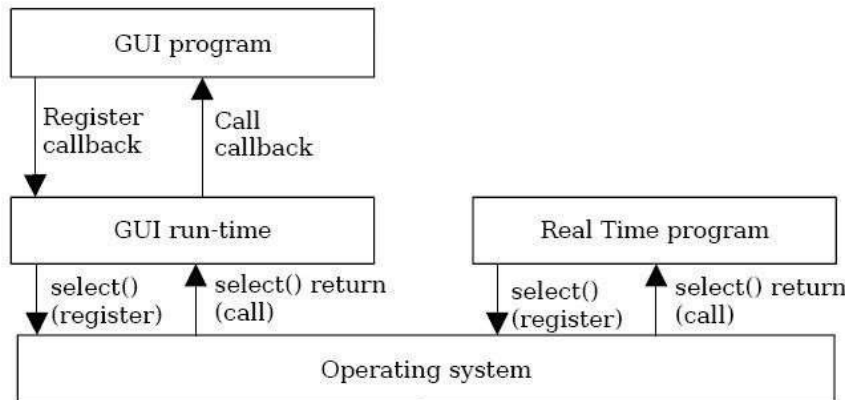 GUI program
Register
callback
Call
callback
GUI run-time
Real Time program
select()
(register)
select() return
(call)
select()
(register)
select() return
(call)
Operating system